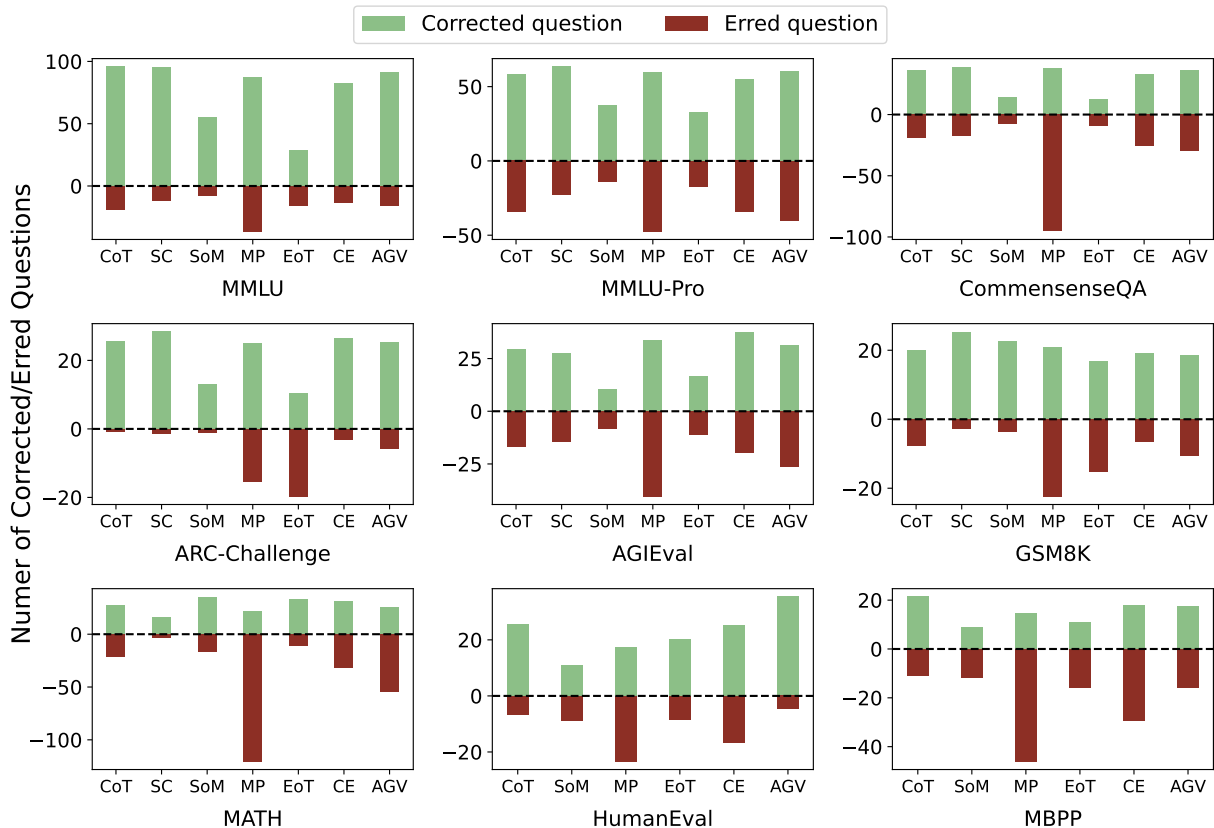 Corrected question Erred question
Numer of Corrected/Erred Questions
100
50
0
CoT SC SoM MP EoT CE AGV
MMLU
50
0
−50
CoT SC SoM MP EoT CE AGV
MMLU-Pro
0
−50
−100
CoT SC SoM MP EoT CE AGV
CommensenseQA
20
0
−20
CoT SC SoM MP EoT CE AGV
ARC-Challenge
25
0
−25
CoT SC SoM MP EoT CE AGV
AGIEval
20
0
−20
CoT SC SoM MP EoT CE AGV
GSM8K
0
−50
−100
CoT SC SoM MP EoT CE AGV
MATH
20
0
−20
CoT SoM MP EoT CE AGV
HumanEval
20
0
−20
−40
CoT SoM MP EoT CE AGV
MBPP